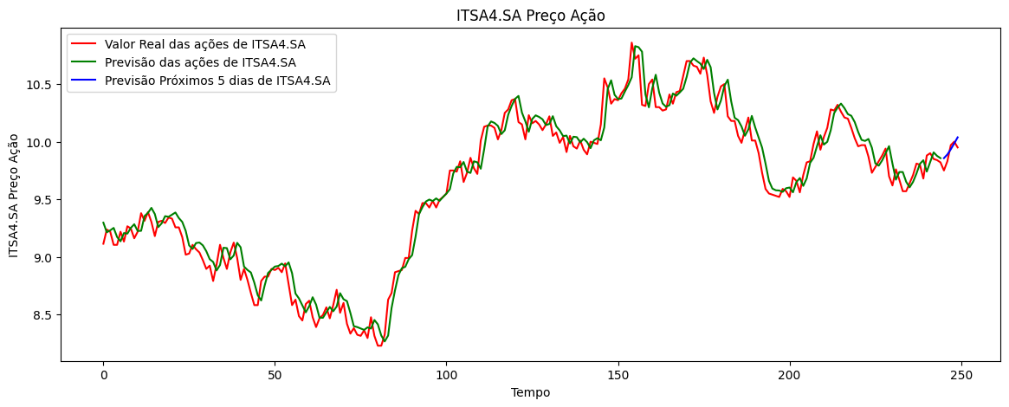 ITSA4.SA Preço Ação
Valor Real das ações de ITSA4.SA
Previsão das ações de ITSA4.SA
Previsão Próximos 5 dias de ITSA4.SA
ITSA4.SA Preço Ação
10.5
10.0
9.5
9.0
8.5
0 50 100 150 200 250
Tempo